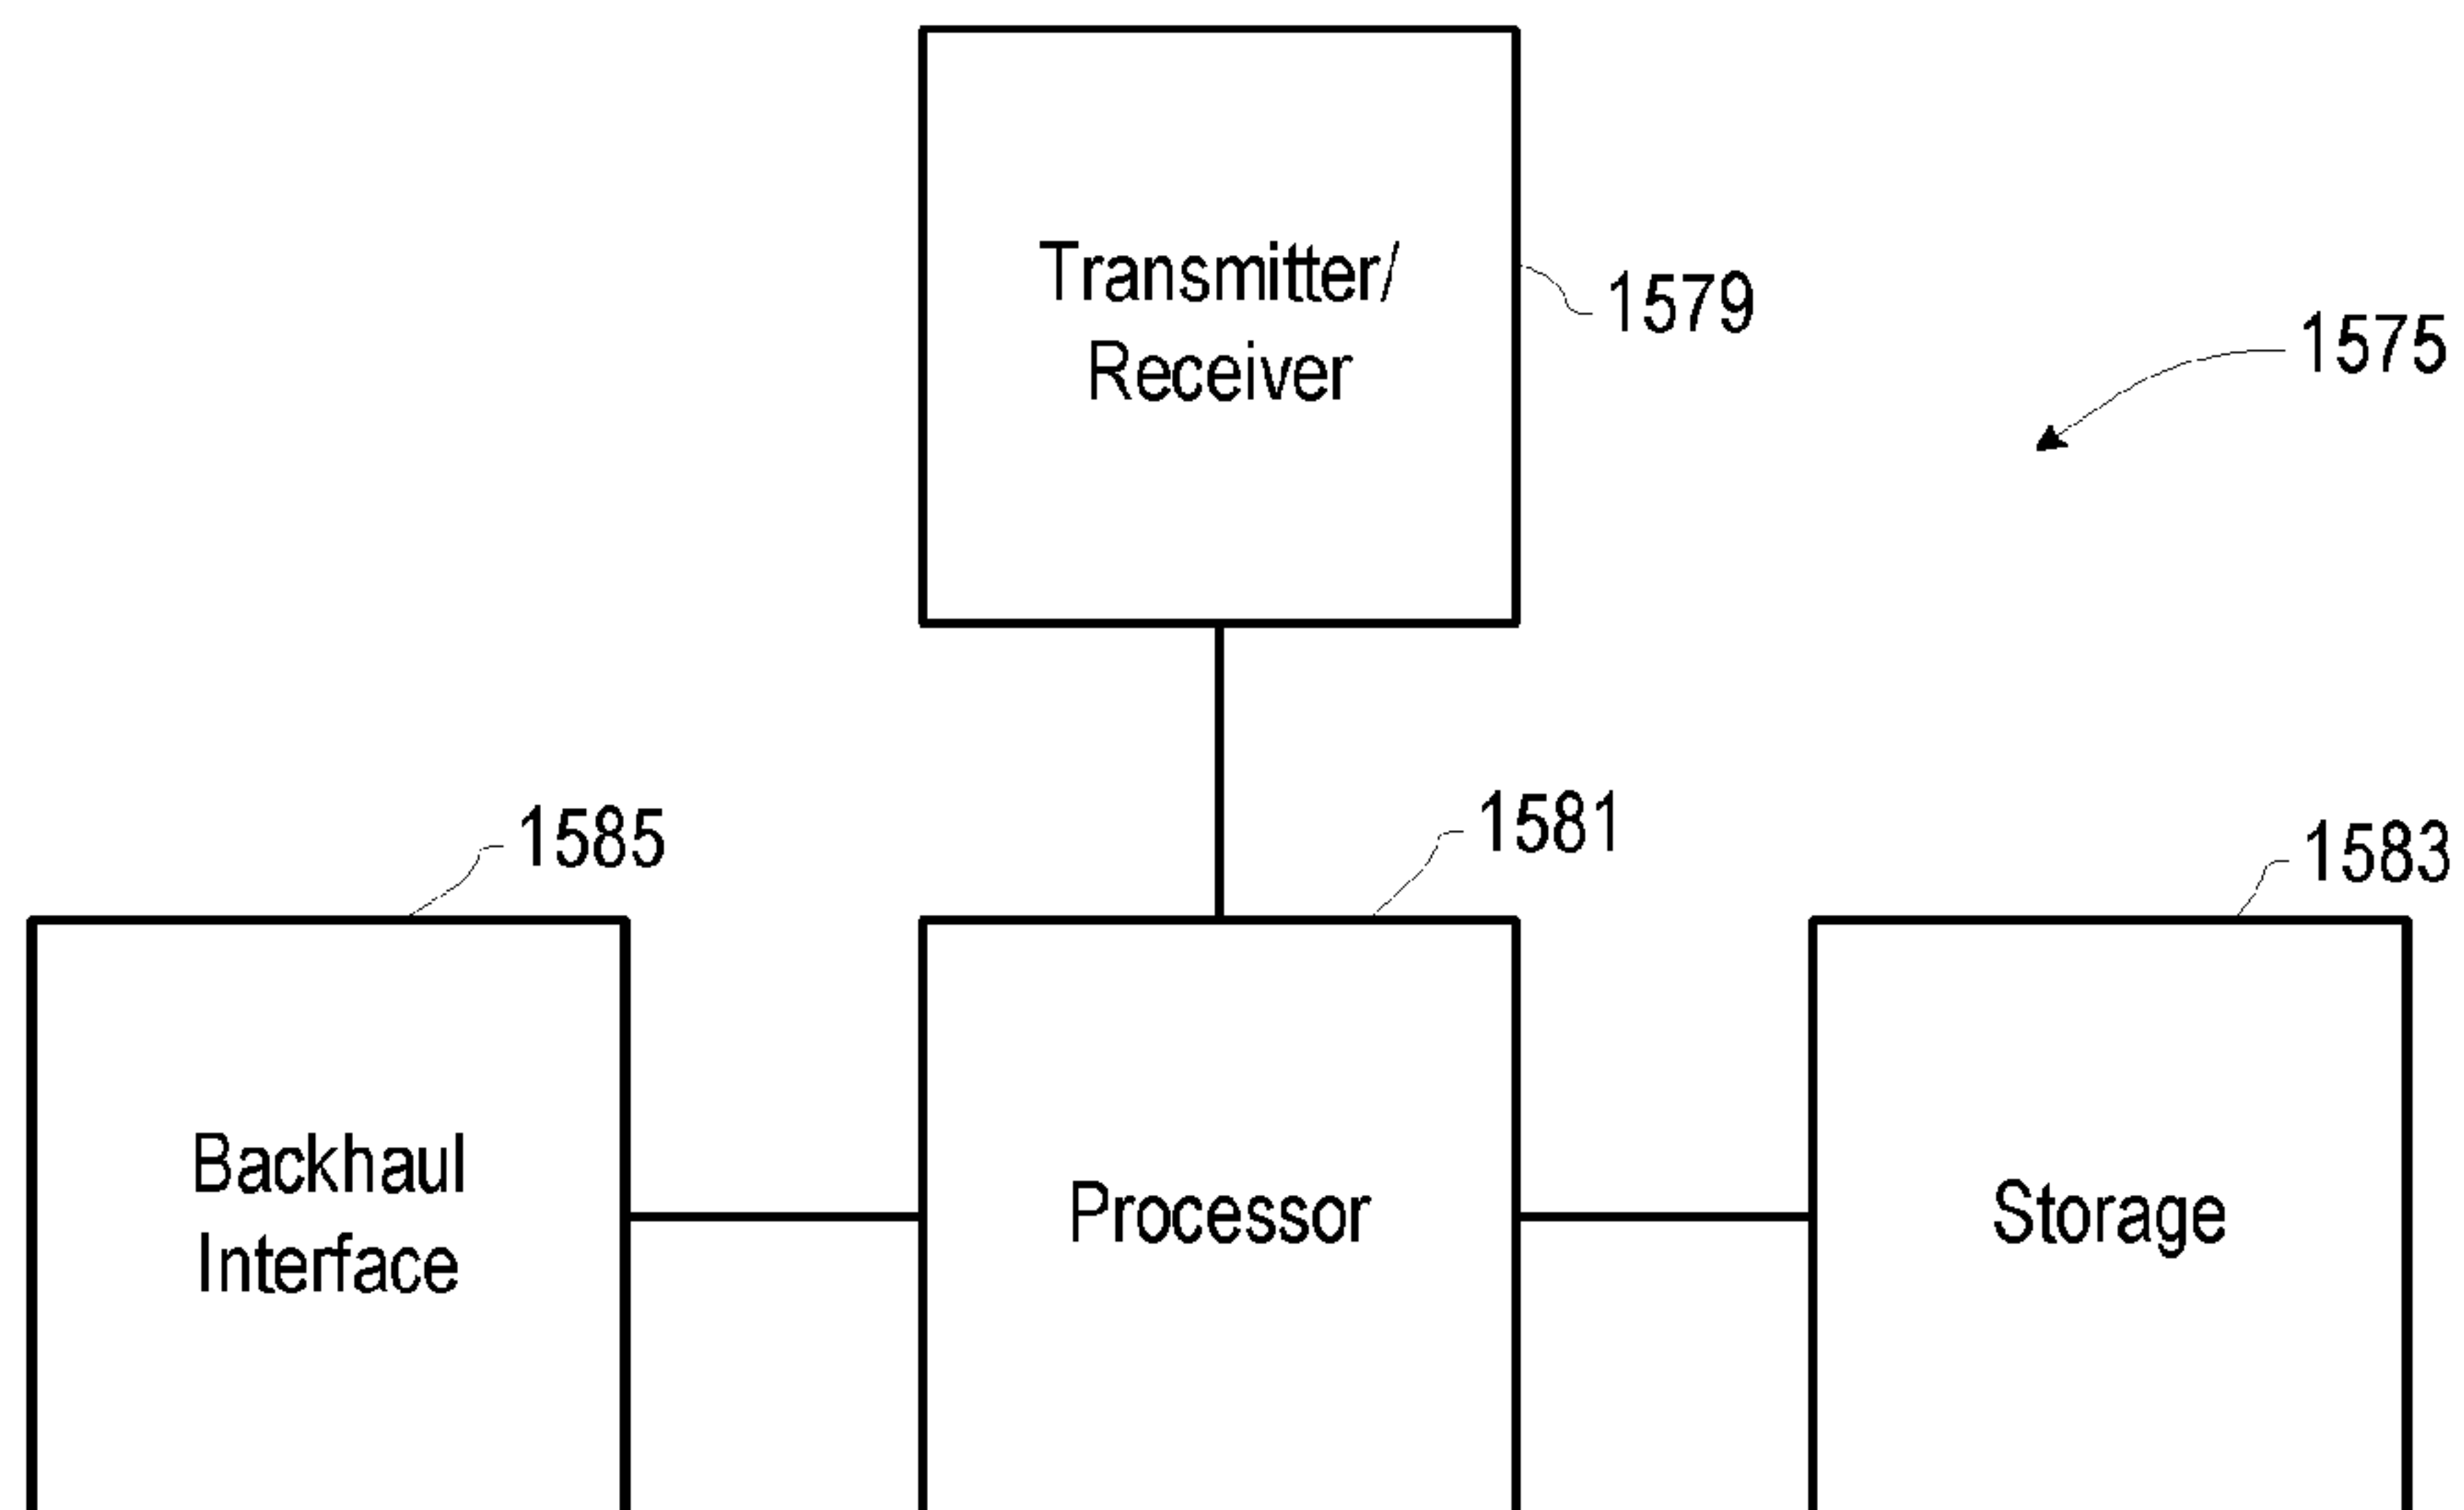 Transmitter/
Receiver
1579
1575
1585
1581
1583
Backhaul
Interface
Processor
Storage